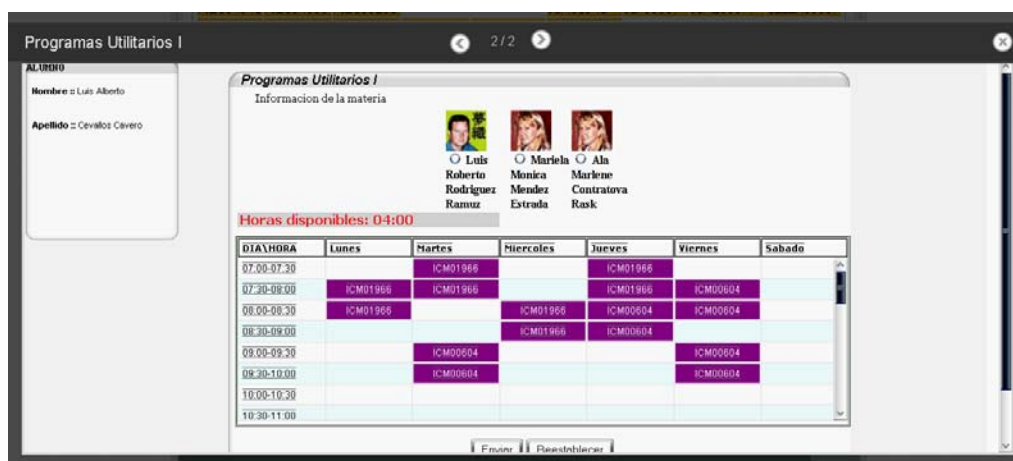 Programas Utilitarios I
2/2
ALUMNO
Nombre :: Luis Alberto
Apellido :: Cevallos Cavero
Programas Utilitarios I
Informacion de la materia
Luis Roberto Rodriguez Ramuz
Mariela Monica Mendez Estrada
Ala Marlene Contratova Rask
夢織
Horas disponibles: 04:00
DIA\HORA Lunes Martes Miercoles Jueves Viernes Sabado
07:00-07:30 ICM01966 ICM01966
07:30-08:00 ICM01966 ICM01966 ICM01966 ICM00604
08:00-08:30 ICM01966 ICM01966 ICM00604 ICM00604
08:30-09:00 ICM01966 ICM00604
09:00-09:30 ICM00604 ICM00604
09:30-10:00 ICM00604 ICM00604
10:00-10:30
10:30-11:00
Enviar Reestablecer